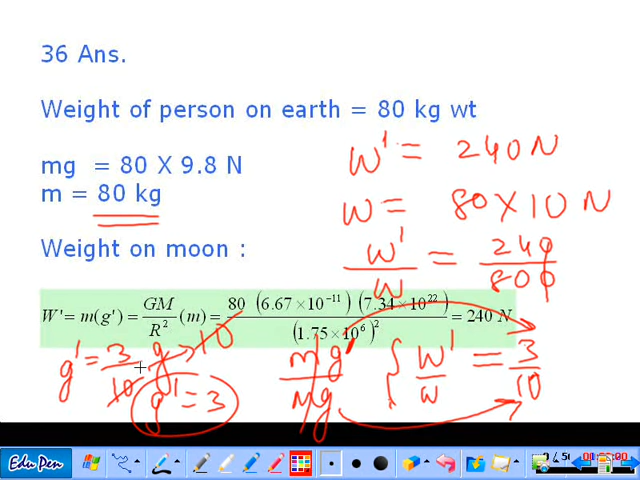 36 Ans.
Weight of person on earth = 80 kg wt
mg = 80 X 9.8 N
m = 80 kg
W' = 240 N
W = 80 × 10 N
Weight on moon :
W'/W = 240/800
W' = m(g') = GM/R² (m) = 80 (6.67×10⁻¹¹) (7.34×10²²) / (1.75×10⁶)² = 240 N
g' = 3/10 g → 10
mg'/mg { W'/W = 3/10
g' = 3
Edu Pen